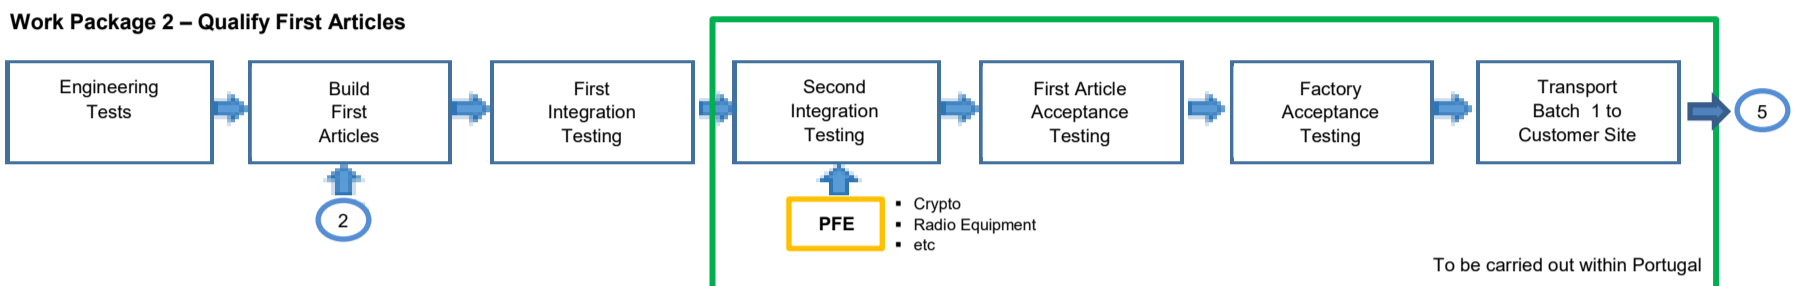 Work Package 2 – Qualify First Articles
Engineering
Tests
Build
First
Articles
First
Integration
Testing
Second
Integration
Testing
First Article
Acceptance
Testing
Factory
Acceptance
Testing
Transport
Batch 1 to
Customer Site
5
2
PFE
▪ Crypto
▪ Radio Equipment
▪ etc
To be carried out within Portugal